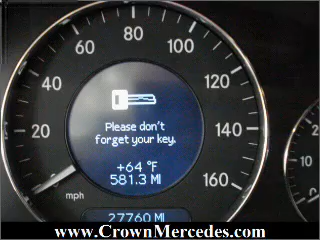 80
100
60
120
40
140
Please don't
forget your key.
20
+64 °F
581.3 MI
160
mph
27760 MI
www.CrownMercedes.com